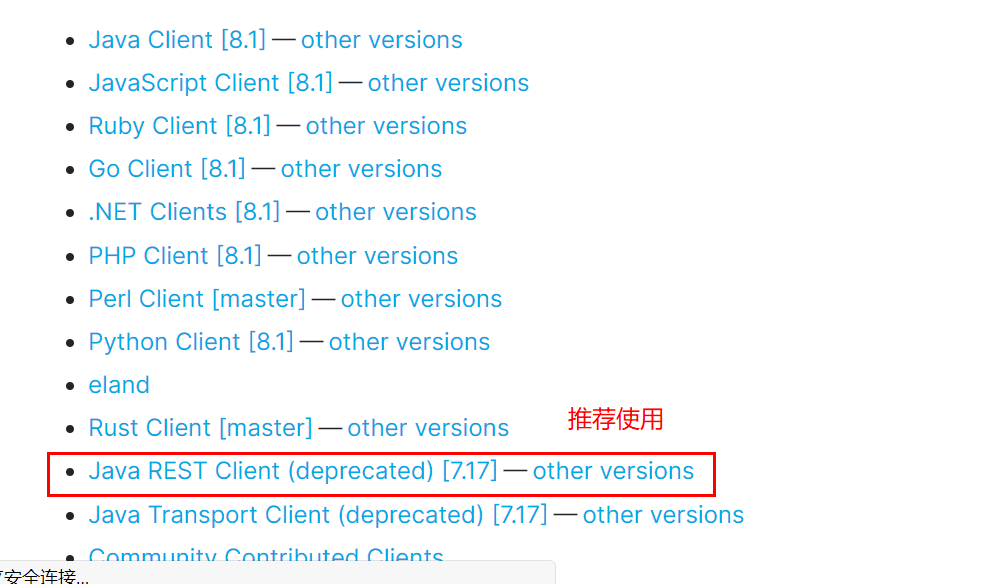 Java Client [8.1] — other versions
JavaScript Client [8.1] — other versions
Ruby Client [8.1] — other versions
Go Client [8.1] — other versions
.NET Clients [8.1] — other versions
PHP Client [8.1] — other versions
Perl Client [master] — other versions
Python Client [8.1] — other versions
eland
推荐使用
Rust Client [master] — other versions
Java REST Client (deprecated) [7.17] — other versions
Java Transport Client (deprecated) [7.17] — other versions
Community Contributed Clients
安全连接...